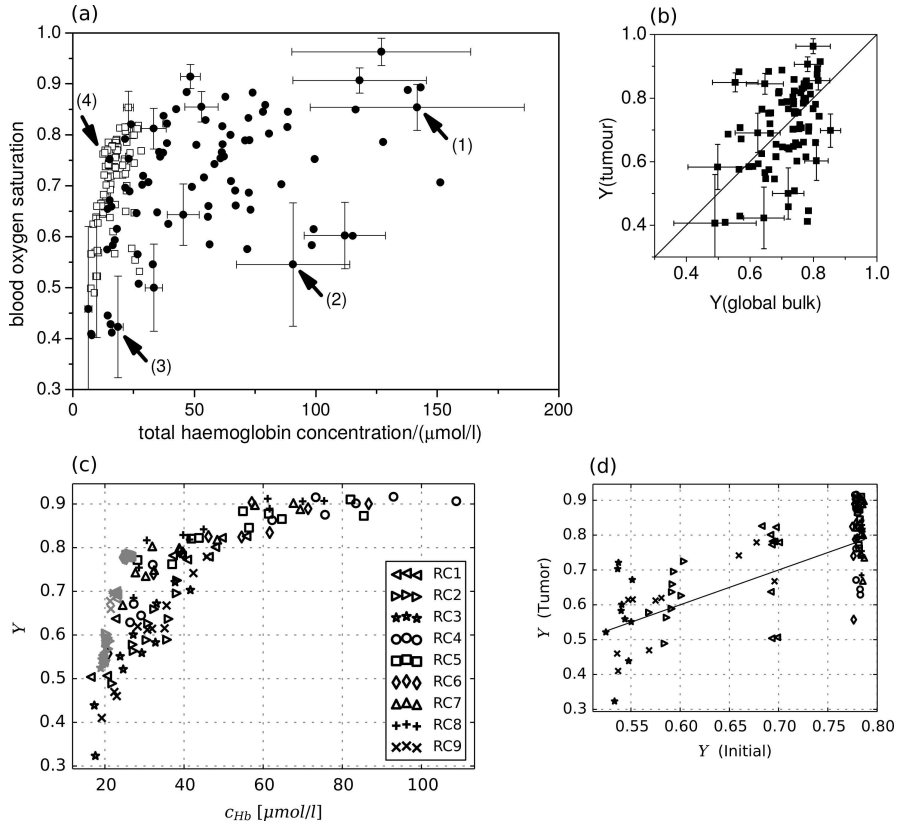 (a)
1.0
0.9
0.8
0.7
0.6
0.5
0.4
0.3
blood oxygen saturation
(4)
(1)
(2)
(3)
0
50
100
150
200
total haemoglobin concentration/(μmol/l)
(b)
1.0
0.8
0.6
0.4
Y(tumour)
0.4
0.6
0.8
1.0
Y(global bulk)
(c)
0.9
0.8
0.7
0.6
0.5
0.4
0.3
Y
RC1
RC2
RC3
RC4
RC5
RC6
RC7
RC8
RC9
20
40
60
80
100
cHb [μmol/l]
(d)
0.9
0.8
0.7
0.6
0.5
0.4
0.3
Y (Tumor)
0.55
0.60
0.65
0.70
0.75
0.80
Y (Initial)